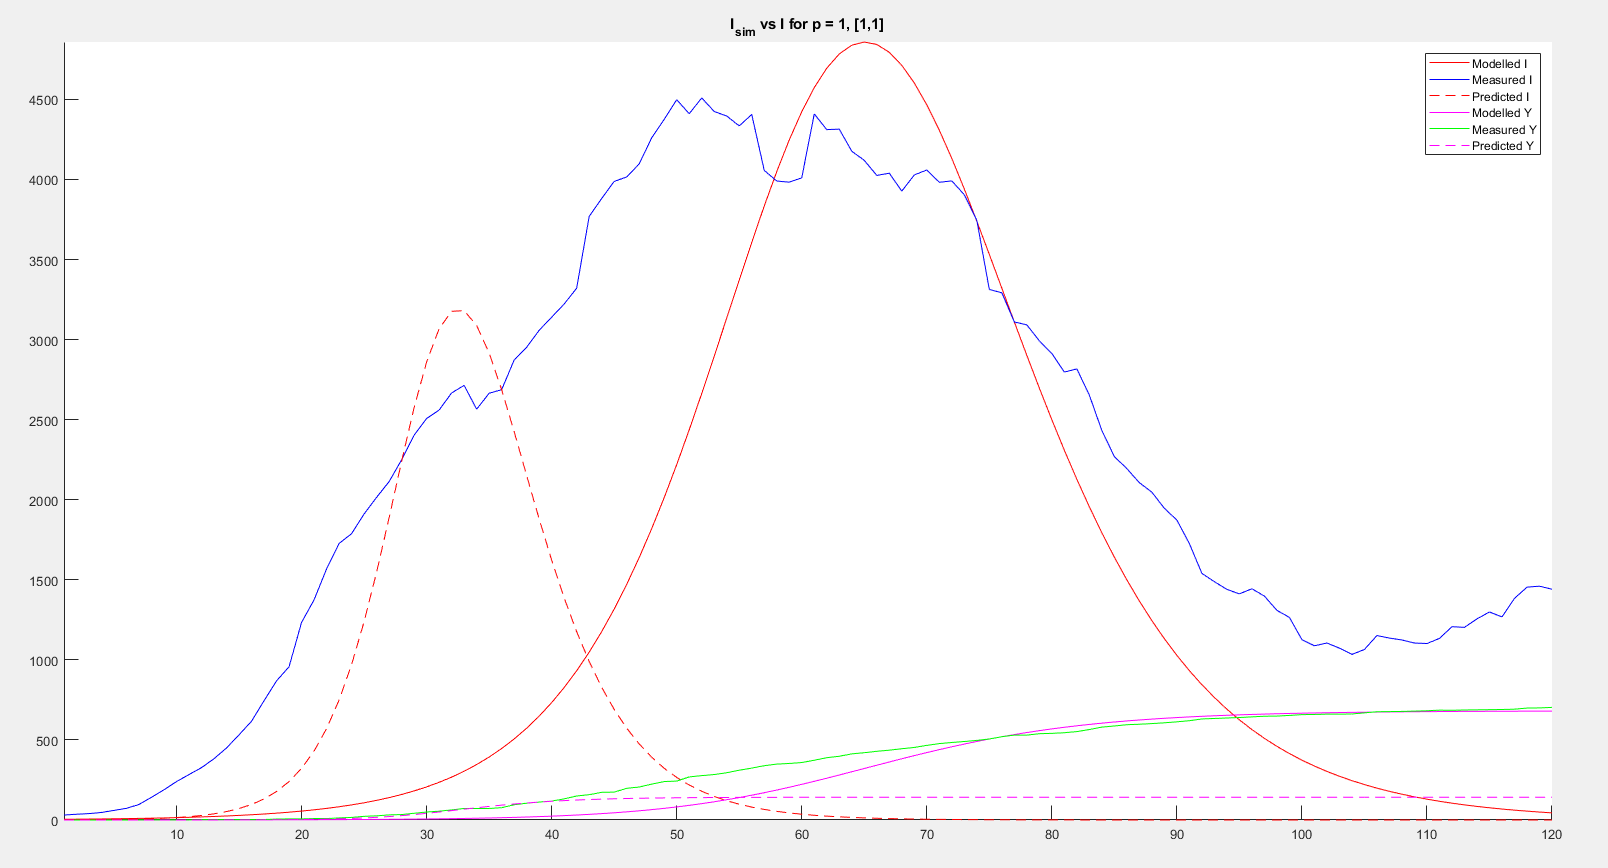 I_sim vs I for p = 1, [1,1]
Modelled I
Measured I
Predicted I
Modelled Y
Measured Y
Predicted Y
4500
4000
3500
3000
2500
2000
1500
1000
500
0
10 20 30 40 50 60 70 80 90 100 110 120